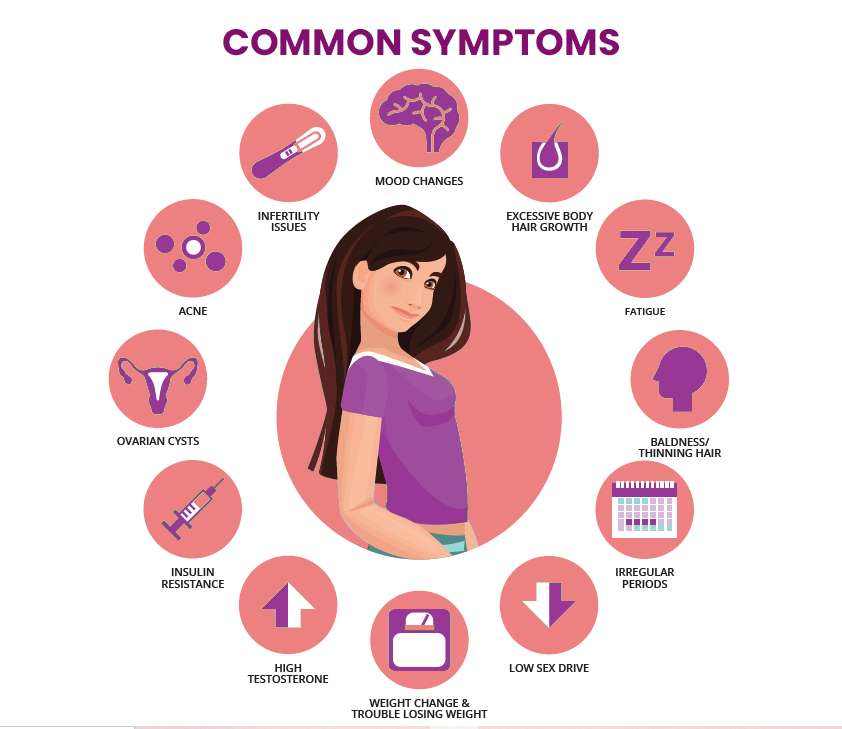 COMMON SYMPTOMS
MOOD CHANGES
EXCESSIVE BODY
HAIR GROWTH
ZZ
FATIGUE
BALDNESS/
THINNING HAIR
IRREGULAR
PERIODS
LOW SEX DRIVE
WEIGHT CHANGE &
TROUBLE LOSING WEIGHT
HIGH
TESTOSTERONE
INSULIN
RESISTANCE
OVARIAN CYSTS
ACNE
INFERTILITY
ISSUES